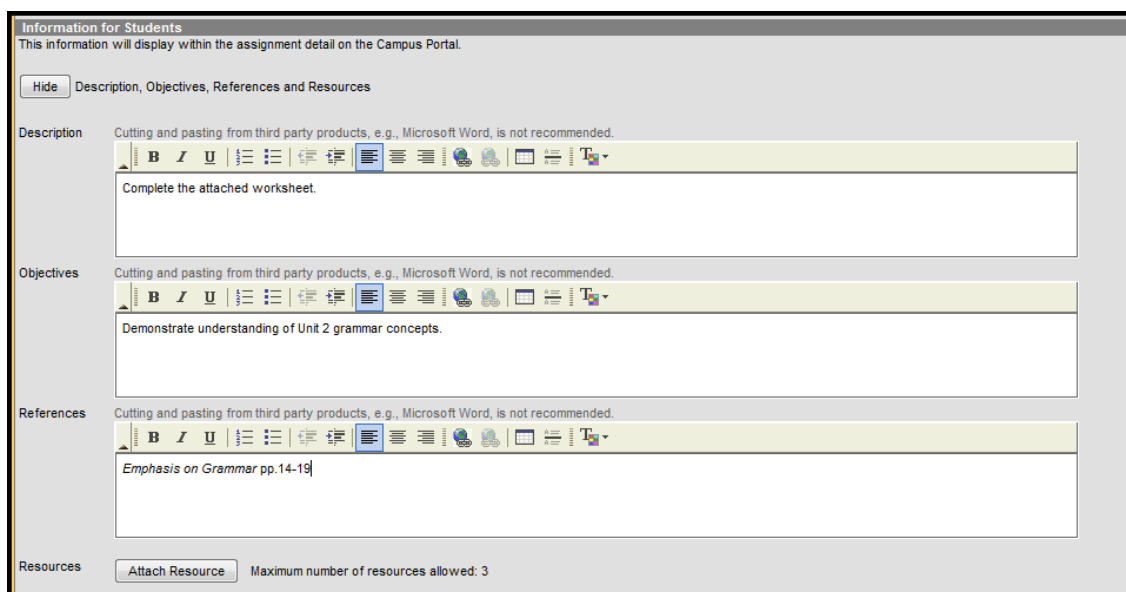 Information for Students
This information will display within the assignment detail on the Campus Portal.
Hide Description, Objectives, References and Resources
Description Cutting and pasting from third party products, e.g., Microsoft Word, is not recommended.
B I U
Complete the attached worksheet.
Objectives Cutting and pasting from third party products, e.g., Microsoft Word, is not recommended.
B I U
Demonstrate understanding of Unit 2 grammar concepts.
References Cutting and pasting from third party products, e.g., Microsoft Word, is not recommended.
B I U
Emphasis on Grammar pp.14-19
Resources Attach Resource Maximum number of resources allowed: 3